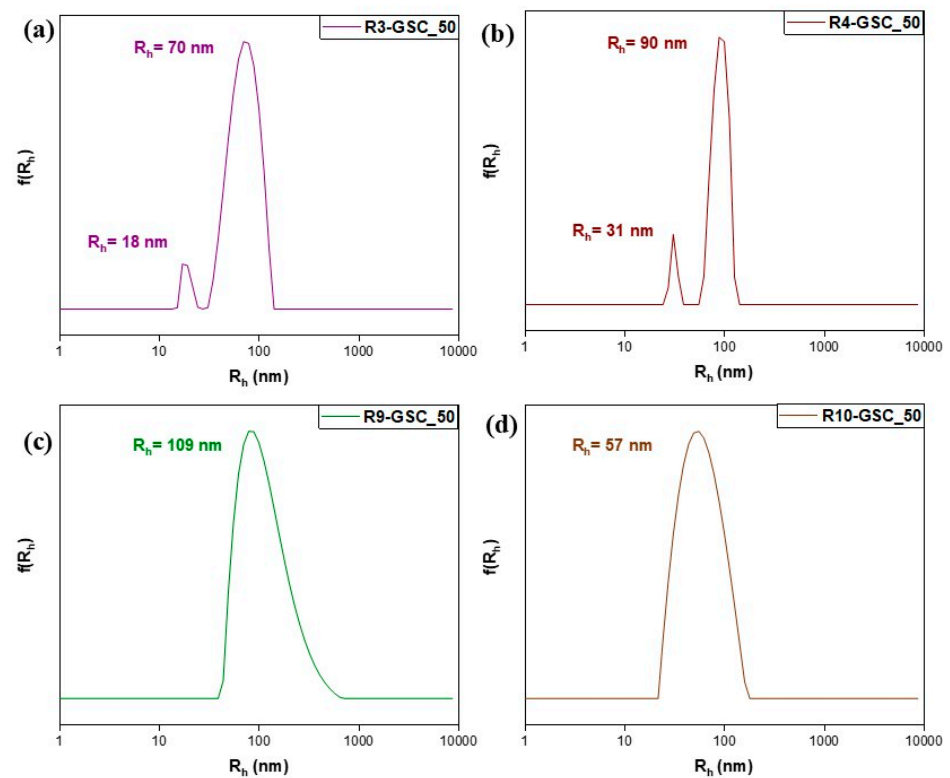 (a)
R3-GSC_50
Rh= 70 nm
Rh= 18 nm
f(Rh)
1 10 100 1000 10000
Rh (nm)
(b)
R4-GSC_50
Rh= 90 nm
Rh= 31 nm
f(Rh)
1 10 100 1000 10000
Rh (nm)
(c)
R9-GSC_50
Rh= 109 nm
f(Rh)
1 10 100 1000 10000
Rh (nm)
(d)
R10-GSC_50
Rh= 57 nm
f(Rh)
1 10 100 1000 10000
Rh (nm)